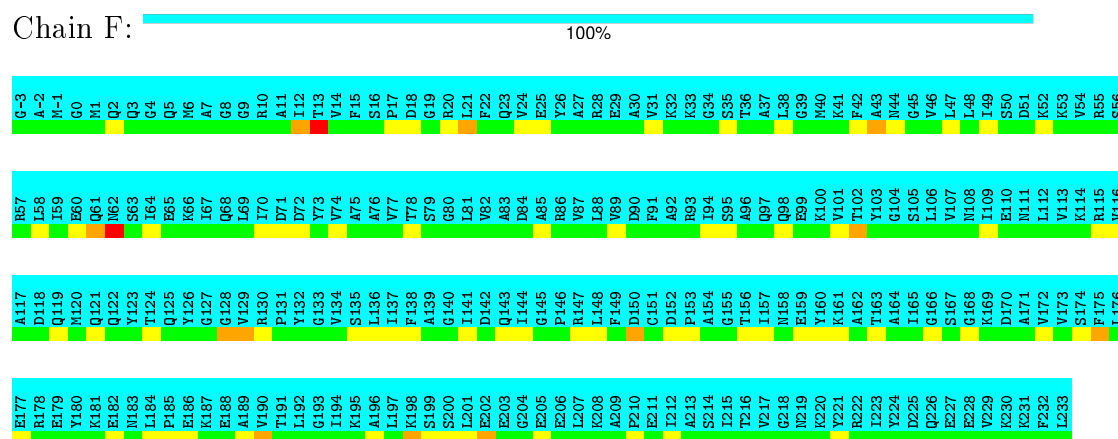 Chain F:
100%
G-3 A-2 M-1 G0 M1 Q2 Q3 G4 Q5 M6 A7 G8 G9 R10 A11 I12 T13 V14 F15 S16 P17 D18 G19 R20 L21 F22 Q23 V24 E25 Y26 A27 R28 E29 A30 V31 K32 K33 G34 S35 T36 A37 L38 G39 M40 K41 F42 A43 N44 G45 V46 L47 L48 I49 S50 D51 K52 K53 V54 R55 S56
R57 L58 I59 E60 Q61 N62 S63 I64 E65 K66 I67 Q68 L69 I70 D71 D72 Y73 V74 A75 A76 V77 T78 S79 G80 L81 V82 A83 D84 A85 R86 V87 L88 V89 D90 F91 A92 R93 I94 S95 A96 Q97 Q98 E99 K100 V101 T102 Y103 G104 S105 L106 V107 N108 I109 E110 N111 L112 V113 K114 R115 V116
A117 D118 Q119 M120 Q121 Q122 Y123 T124 Q125 Y126 G127 G128 V129 R130 P131 Y132 G133 V134 S135 L136 I137 F138 A139 G140 I141 D142 Q143 I144 G145 P146 R147 L148 F149 D150 C151 D152 P153 A154 G155 T156 I157 N158 E159 Y160 K161 A162 T163 A164 I165 G166 S167 G168 K169 D170 A171 V172 V173 S174 F175 L176
E177 R178 E179 Y180 K181 E182 N183 L184 P185 E186 K187 E188 A189 V190 T191 L192 G193 I194 K195 A196 L197 K198 S199 S200 L201 E202 E203 G204 E205 E206 L207 K208 A209 P210 E211 I212 A213 S214 I215 T216 V217 G218 N219 K220 Y221 R222 I223 Y224 D225 Q226 E227 E228 V229 K230 K231 F232 L233